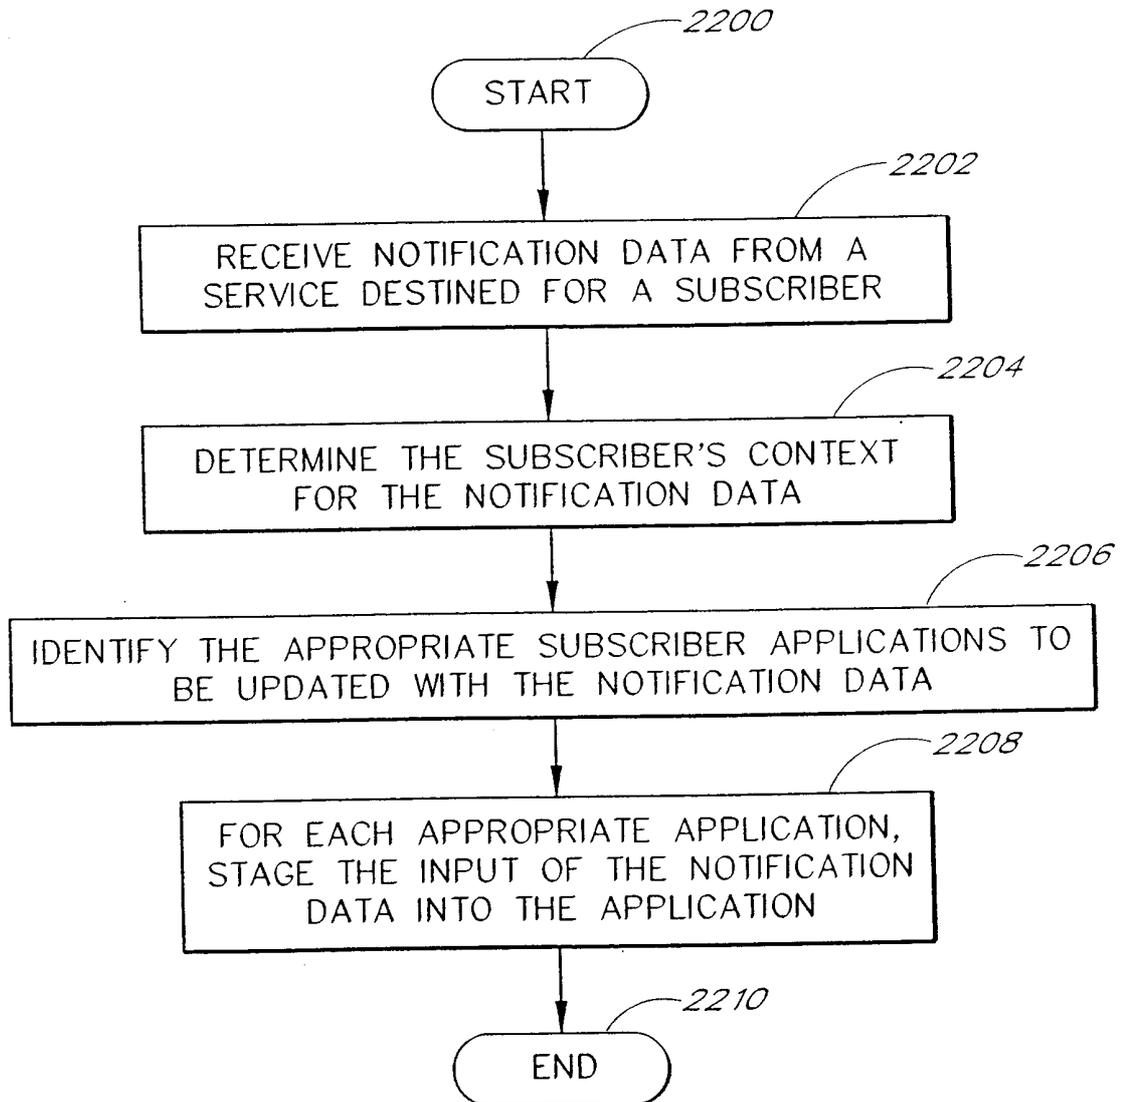 2200
START
2202
RECEIVE NOTIFICATION DATA FROM A
SERVICE DESTINED FOR A SUBSCRIBER
2204
DETERMINE THE SUBSCRIBER'S CONTEXT
FOR THE NOTIFICATION DATA
2206
IDENTIFY THE APPROPRIATE SUBSCRIBER APPLICATIONS TO
BE UPDATED WITH THE NOTIFICATION DATA
2208
FOR EACH APPROPRIATE APPLICATION,
STAGE THE INPUT OF THE NOTIFICATION
DATA INTO THE APPLICATION
2210
END